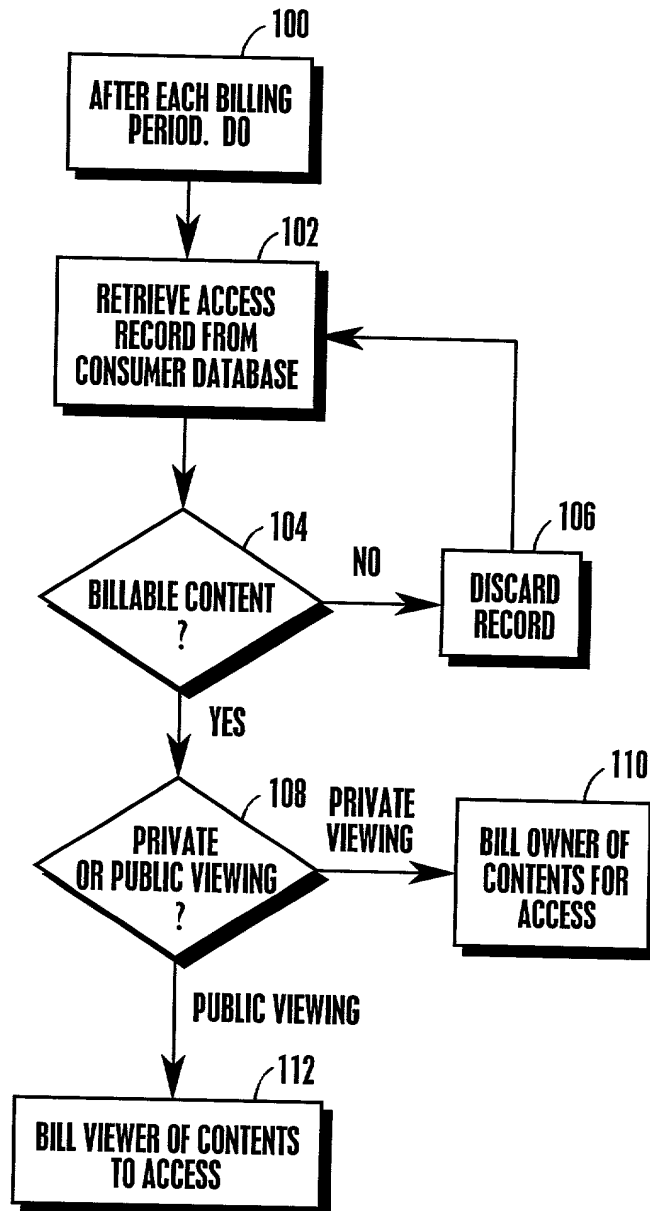 100
AFTER EACH BILLING
PERIOD. DO
102
RETRIEVE ACCESS
RECORD FROM
CONSUMER DATABASE
104
BILLABLE CONTENT
?
NO
106
DISCARD
RECORD
YES
108
PRIVATE
OR PUBLIC VIEWING
?
PRIVATE
VIEWING
110
BILL OWNER OF
CONTENTS FOR
ACCESS
PUBLIC VIEWING
112
BILL VIEWER OF CONTENTS
TO ACCESS